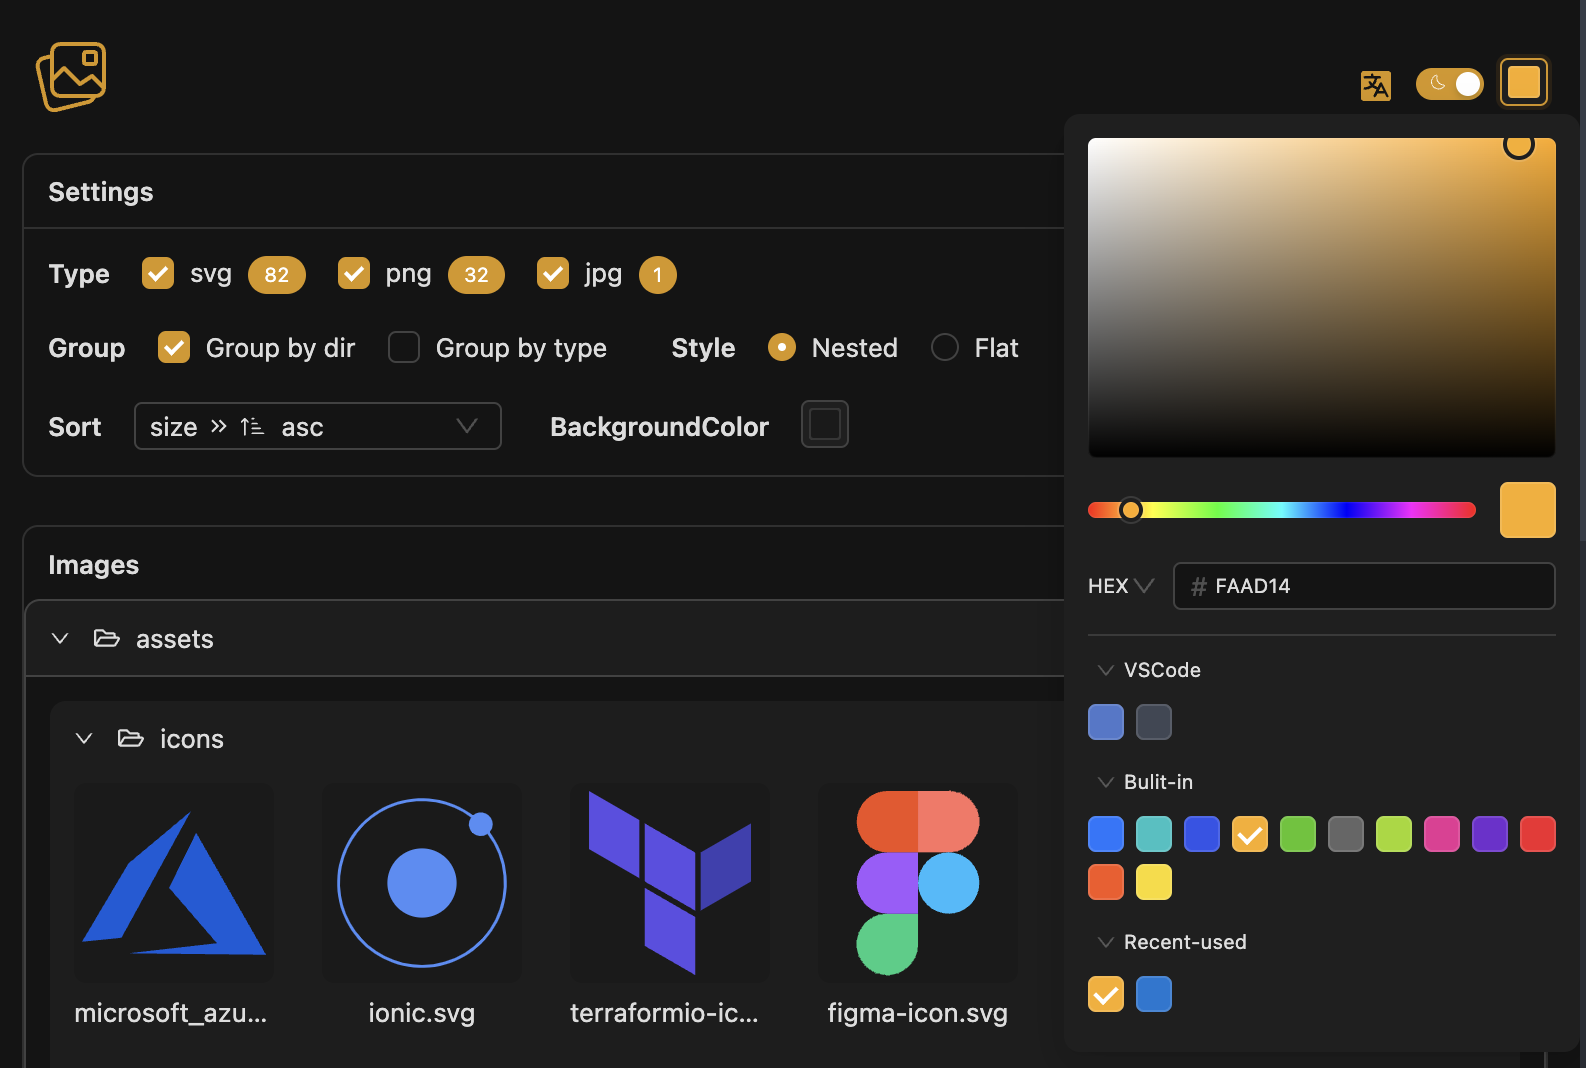 Settings
Type svg 82 png 32 jpg 1
Group Group by dir Group by type Style Nested Flat
Sort size » asc BackgroundColor
Images
assets
icons
microsoft_azu... ionic.svg terraformio-ic... figma-icon.svg
文A
HEX # FAAD14
VSCode
Bulit-in
Recent-used